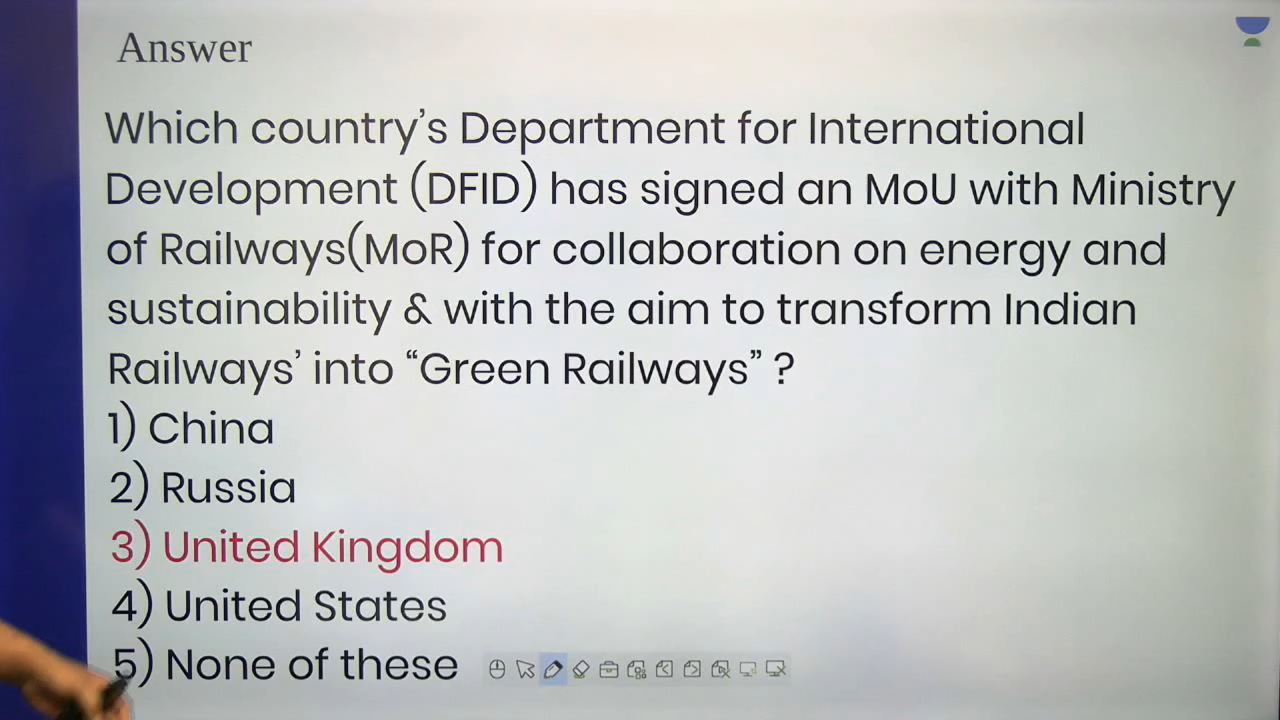 Answer
Which country’s Department for International
Development (DFID) has signed an MoU with Ministry
of Railways(MoR) for collaboration on energy and
sustainability & with the aim to transform Indian
Railways’ into “Green Railways” ?
1) China
2) Russia
3) United Kingdom
4) United States
5) None of these